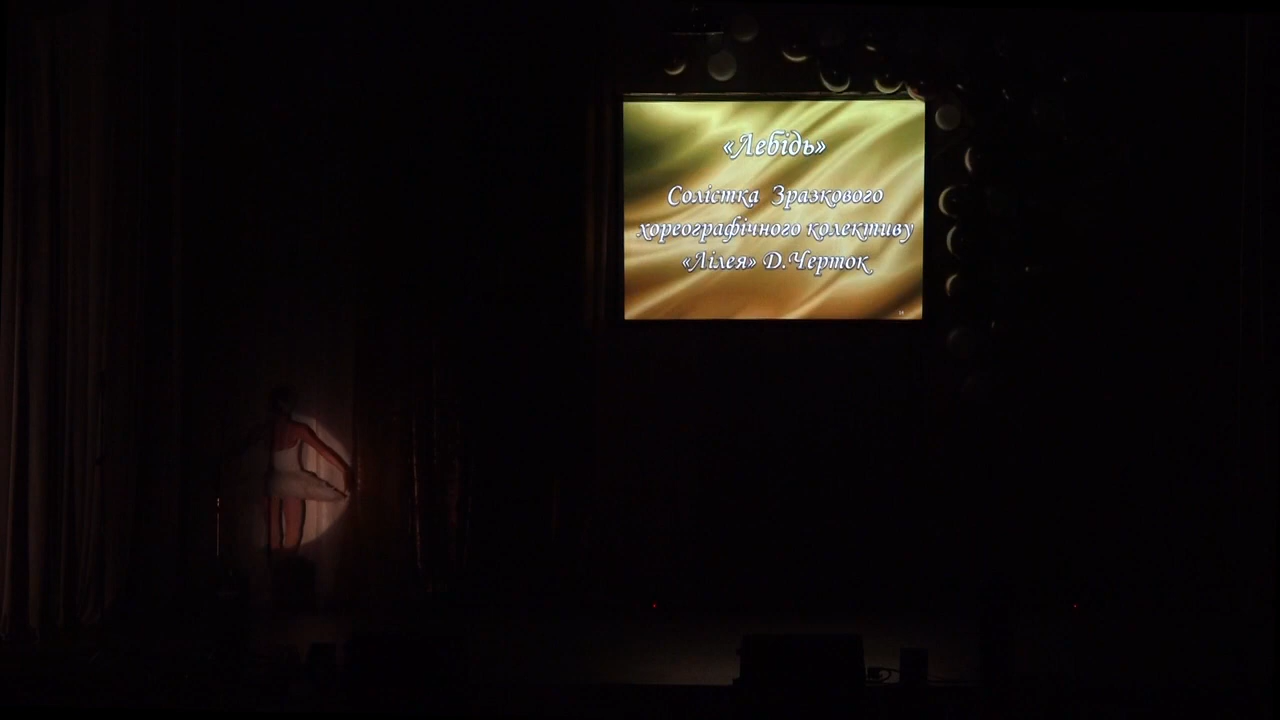 «Лебідь»
Солістка Зразкового
хореографічного колективу
«Лілея» Д.Черток